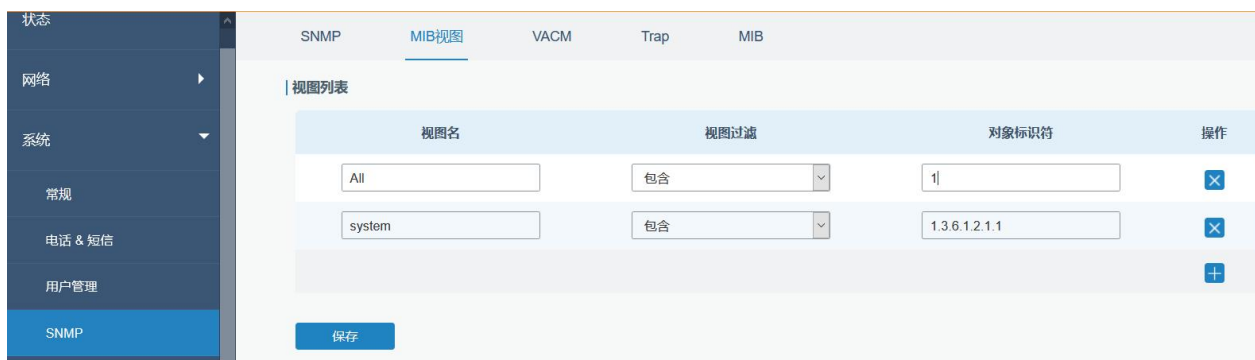 状态
网络
系统
常规
电话 & 短信
用户管理
SNMP
SNMP MIB视图 VACM Trap MIB
视图列表
视图名 视图过滤 对象标识符 操作
All 包含 1
system 包含 1.3.6.1.2.1.1
保存